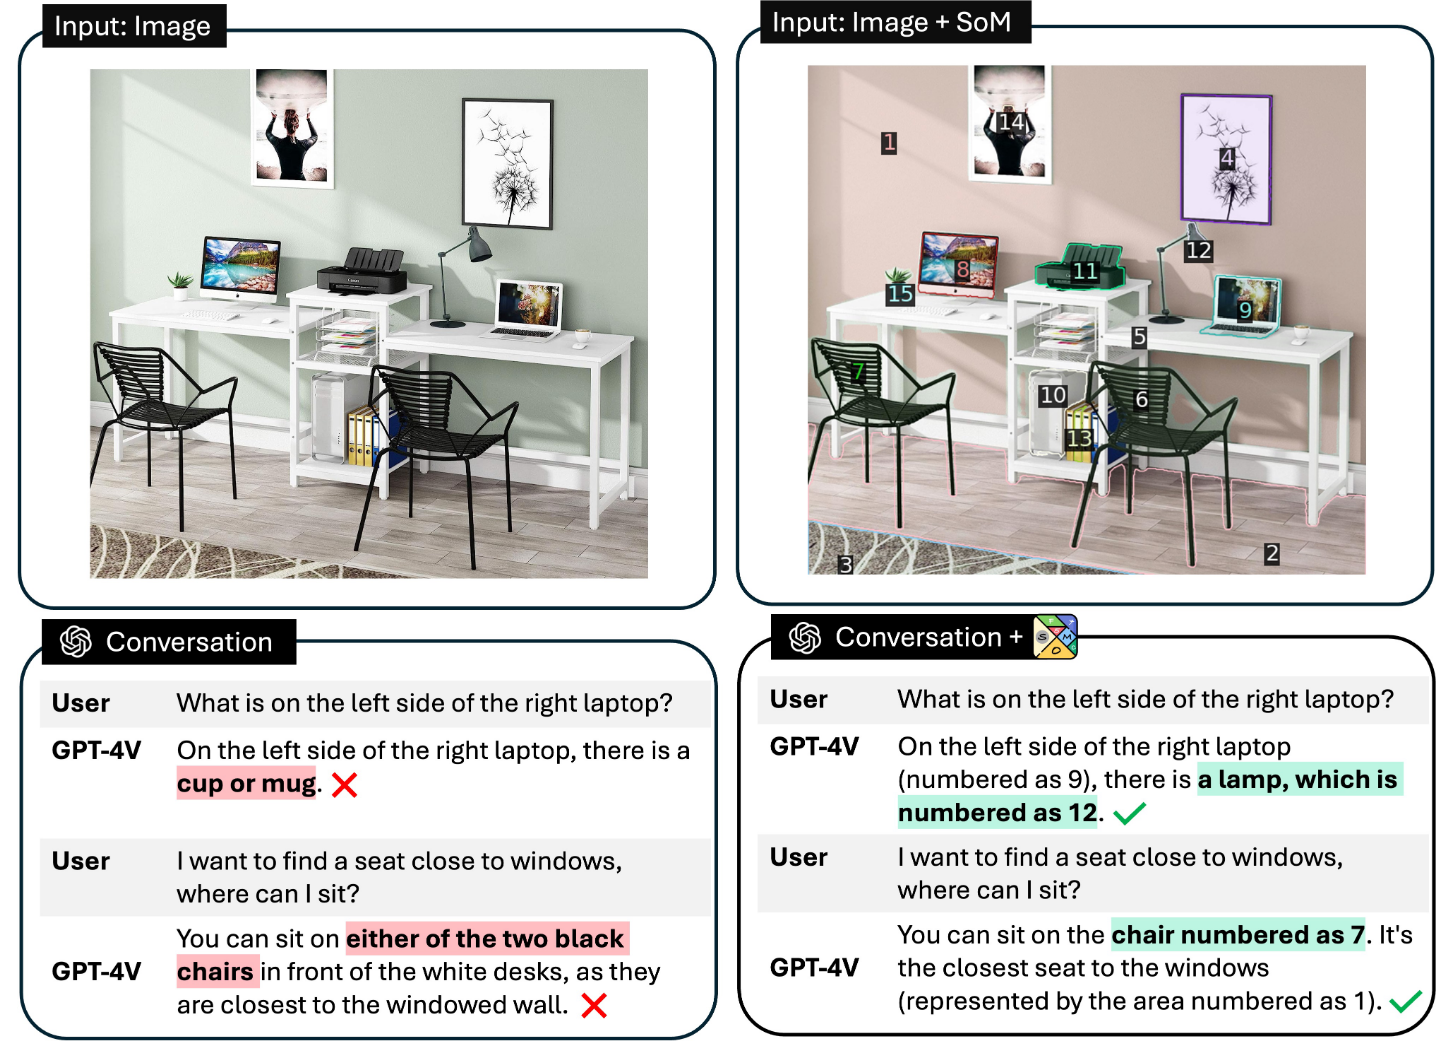 Input: Image
Input: Image + SoM
1
14
4
12
8
11
15
9
5
7
10
6
13
2
3
Conversation
User What is on the left side of the right laptop?
GPT-4V On the left side of the right laptop, there is a
cup or mug.
User I want to find a seat close to windows,
where can I sit?
You can sit on either of the two black
GPT-4V chairs in front of the white desks, as they
are closest to the windowed wall.
Conversation +
S M O
User What is on the left side of the right laptop?
GPT-4V On the left side of the right laptop
(numbered as 9), there is a lamp, which is
numbered as 12.
User I want to find a seat close to windows,
where can I sit?
You can sit on the chair numbered as 7. It's
GPT-4V the closest seat to the windows
(represented by the area numbered as 1).